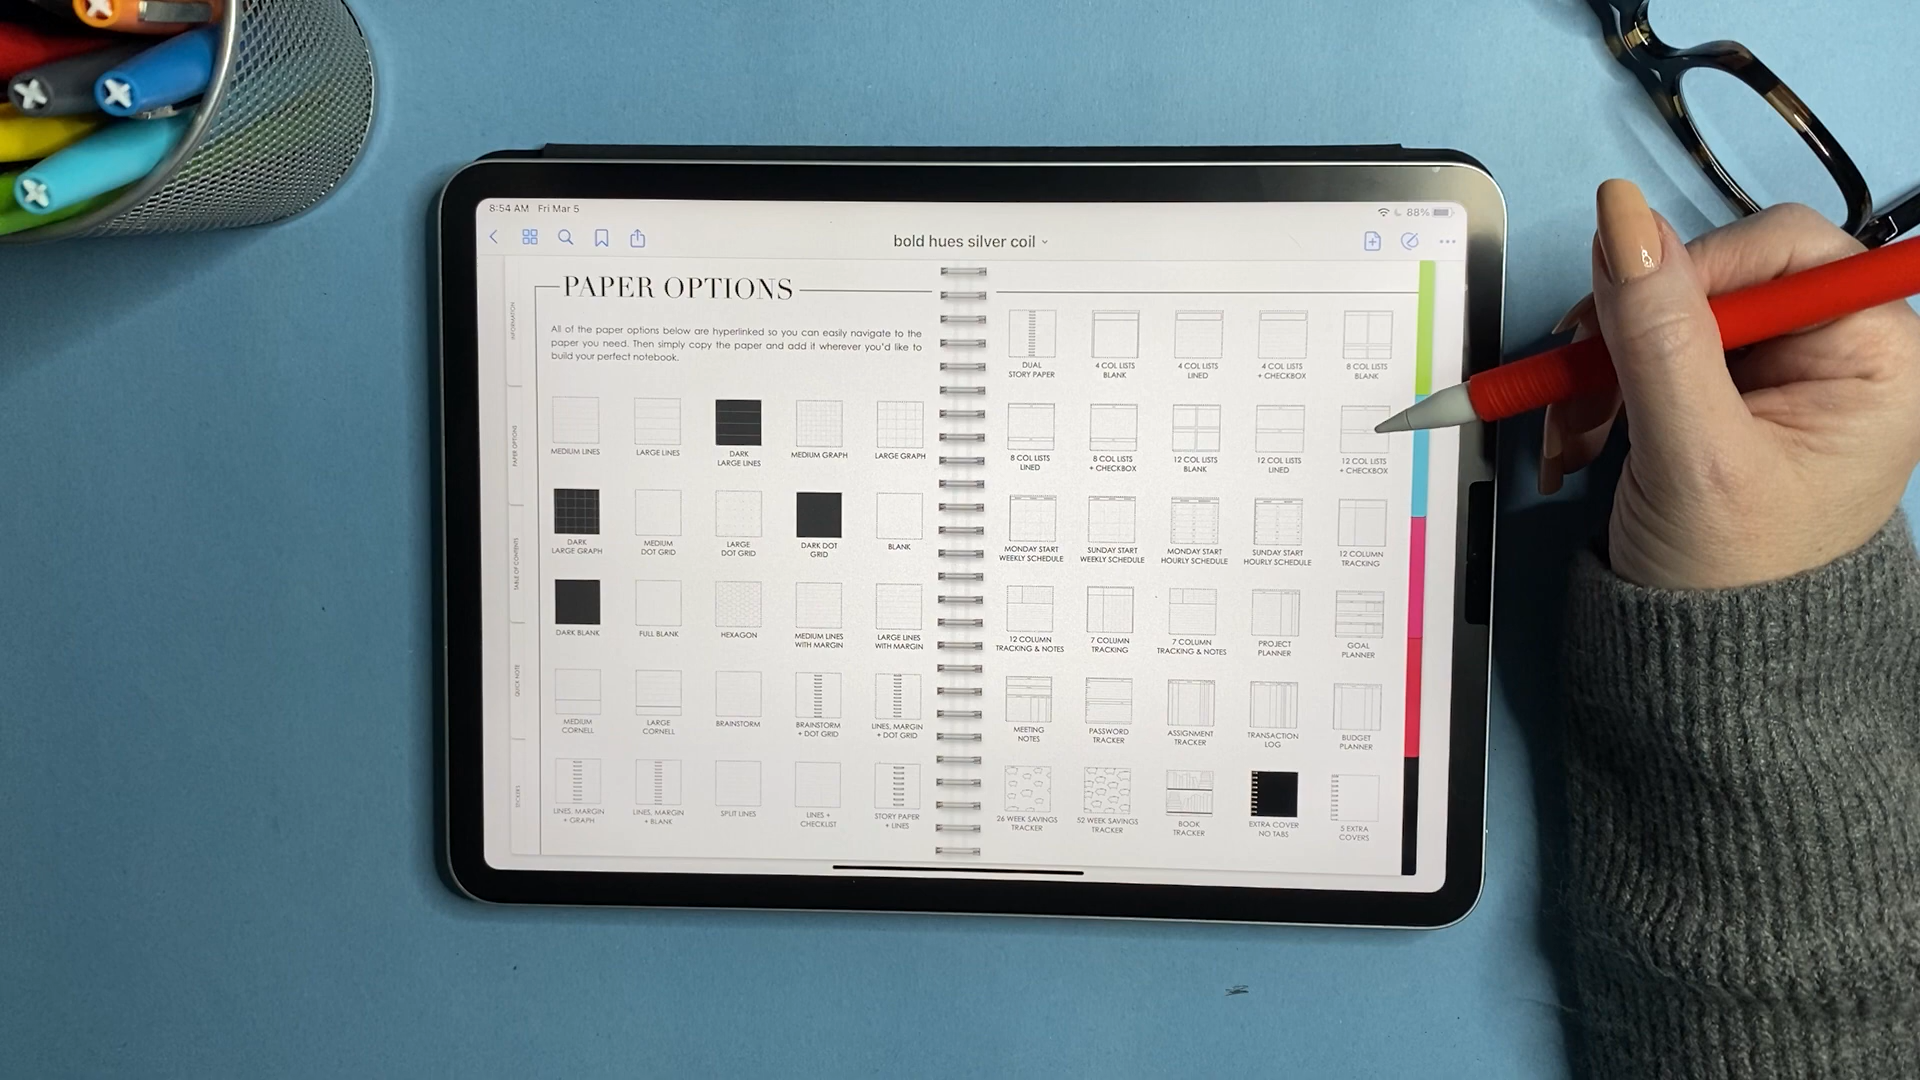 8:54 AM Fri Mar 5
88%
bold hues silver coil
PAPER OPTIONS
All of the paper options below are hyperlinked so you can easily navigate to the
paper you need. Then simply copy the paper and add it wherever you'd like to
build your perfect notebook.
MEDIUM LINES
LARGE LINES
DARK
LARGE LINES
MEDIUM GRAPH
LARGE GRAPH
DARK
LARGE GRAPH
MEDIUM
DOT GRID
LARGE
DOT GRID
DARK DOT
GRID
BLANK
DARK BLANK
FULL BLANK
HEXAGON
MEDIUM LINES
WITH MARGIN
LARGE LINES
WITH MARGIN
MEDIUM
CORNELL
LARGE
CORNELL
BRAINSTORM
BRAINSTORM
+ DOT GRID
LINES, MARGIN
+ DOT GRID
LINES, MARGIN
+ GRAPH
LINES, MARGIN
+ BLANK
SPLIT LINES
LINES +
CHECKLIST
STORY PAPER
+ LINES
DUAL
STORY PAPER
4 COL LISTS
BLANK
4 COL LISTS
LINED
4 COL LISTS
+ CHECKBOX
8 COL LISTS
BLANK
8 COL LISTS
LINED
8 COL LISTS
+ CHECKBOX
12 COL LISTS
BLANK
12 COL LISTS
LINED
12 COL LISTS
+ CHECKBOX
MONDAY START
WEEKLY SCHEDULE
SUNDAY START
WEEKLY SCHEDULE
MONDAY START
HOURLY SCHEDULE
SUNDAY START
HOURLY SCHEDULE
12 COLUMN
TRACKING
12 COLUMN
TRACKING & NOTES
7 COLUMN
TRACKING
7 COLUMN
TRACKING & NOTES
PROJECT
PLANNER
GOAL
PLANNER
MEETING
NOTES
PASSWORD
TRACKER
ASSIGNMENT
TRACKER
TRANSACTION
LOG
BUDGET
PLANNER
26 WEEK SAVINGS
TRACKER
52 WEEK SAVINGS
TRACKER
BOOK
TRACKER
EXTRA COVER
NO TABS
5 EXTRA
COVERS
INFORMATION
PAPER OPTIONS
TABLE OF CONTENTS
QUICK NOTE
STICKERS